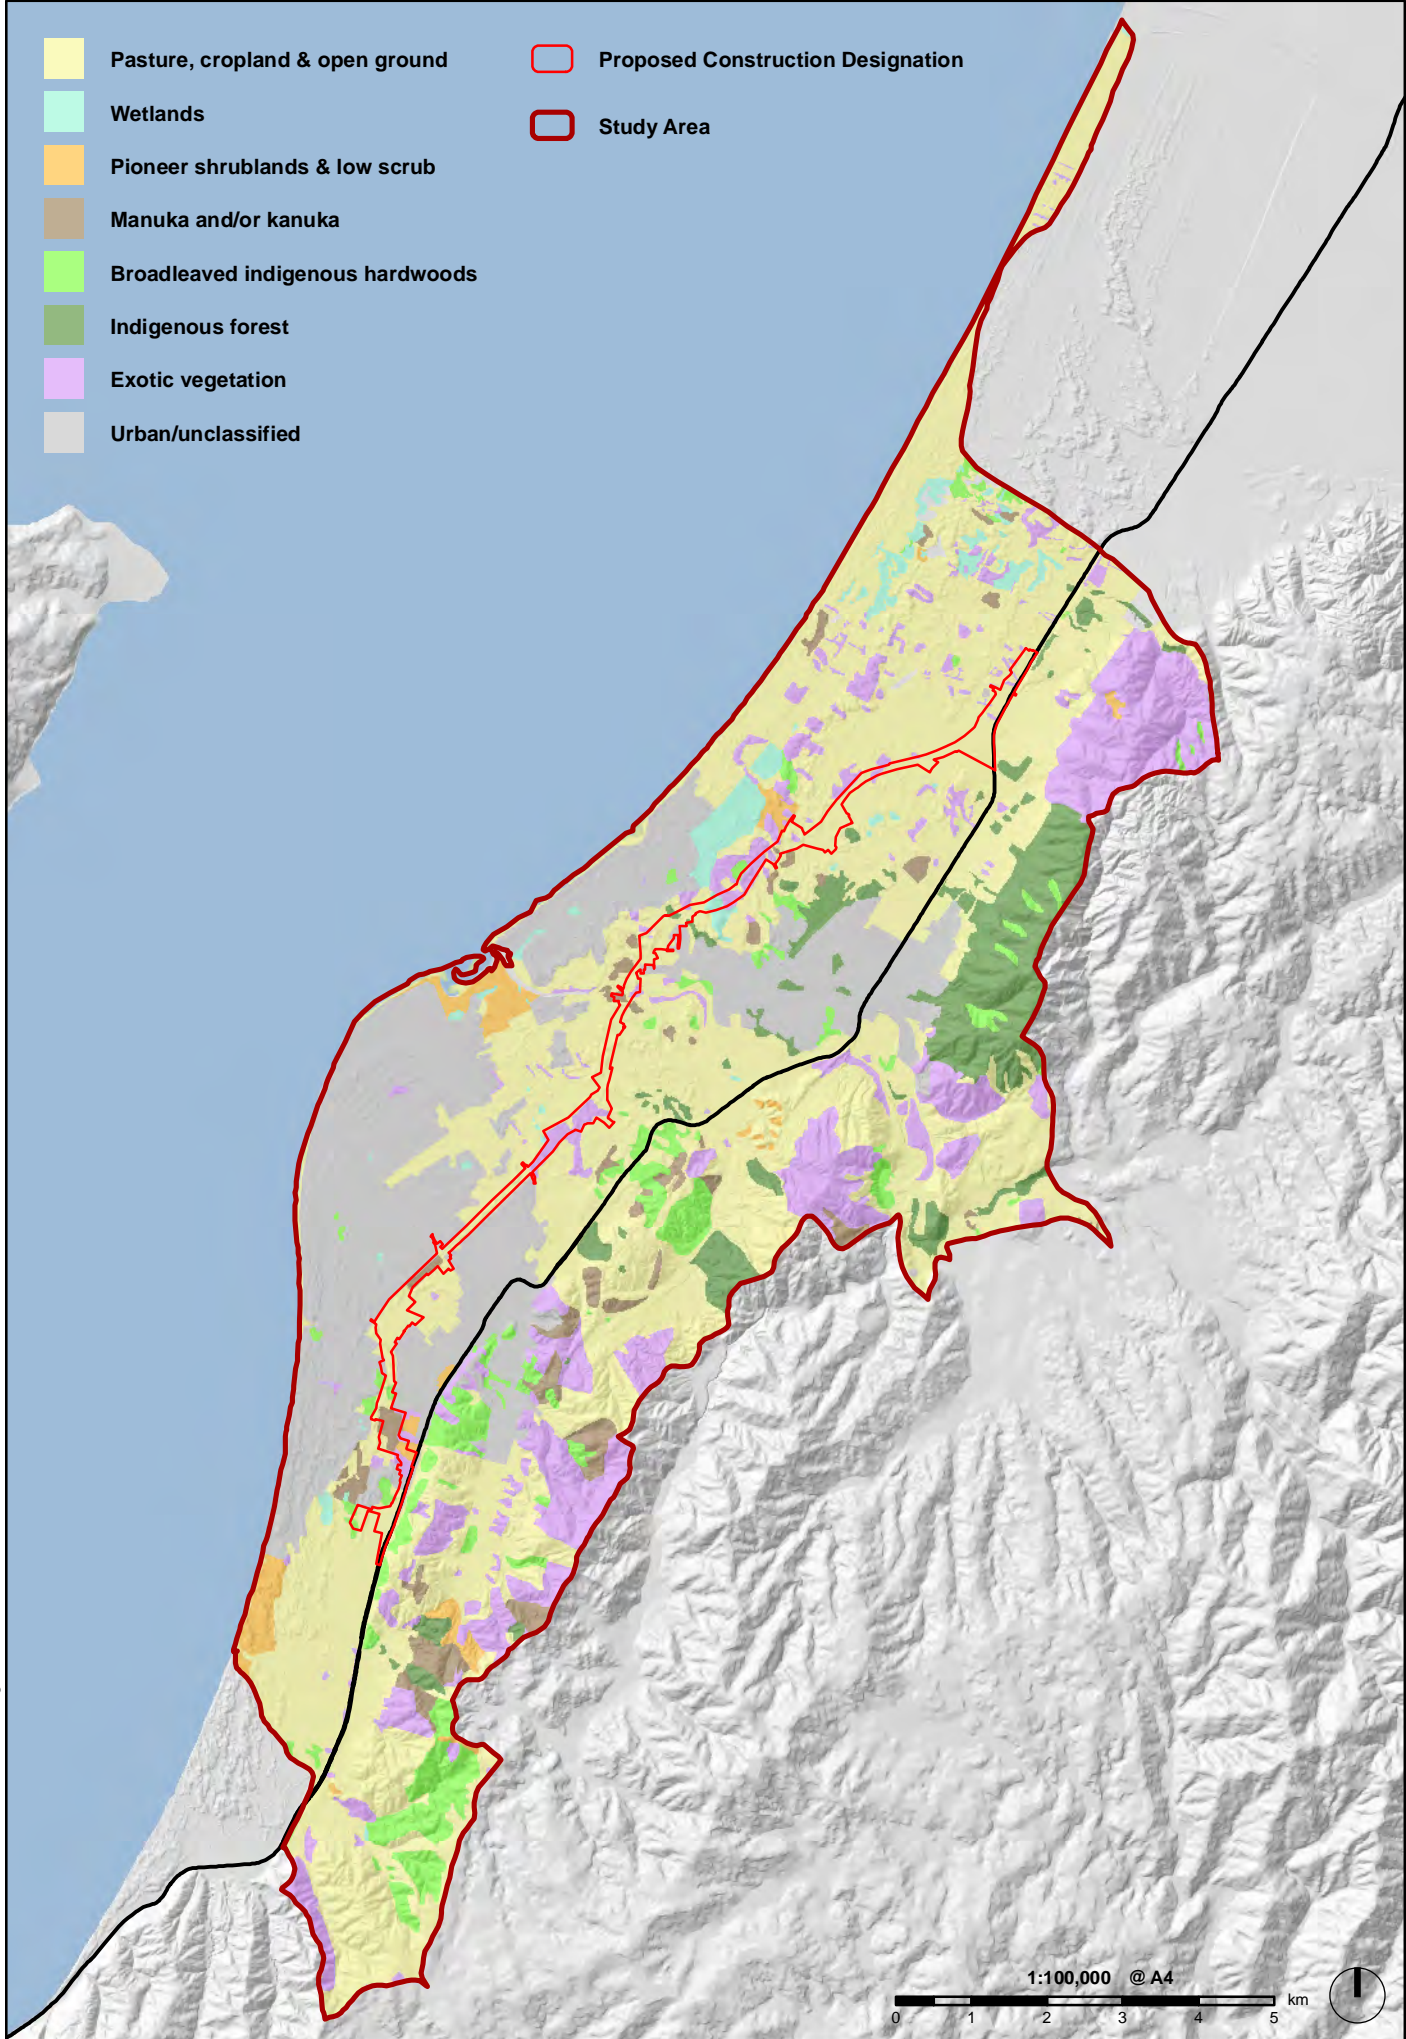 Pasture, cropland & open ground
Wetlands
Pioneer shrublands & low scrub
Manuka and/or kanuka
Broadleaved indigenous hardwoods
Indigenous forest
Exotic vegetation
Urban/unclassified
Proposed Construction Designation
Study Area
1:100,000 @ A4
km
0 1 2 3 4 5